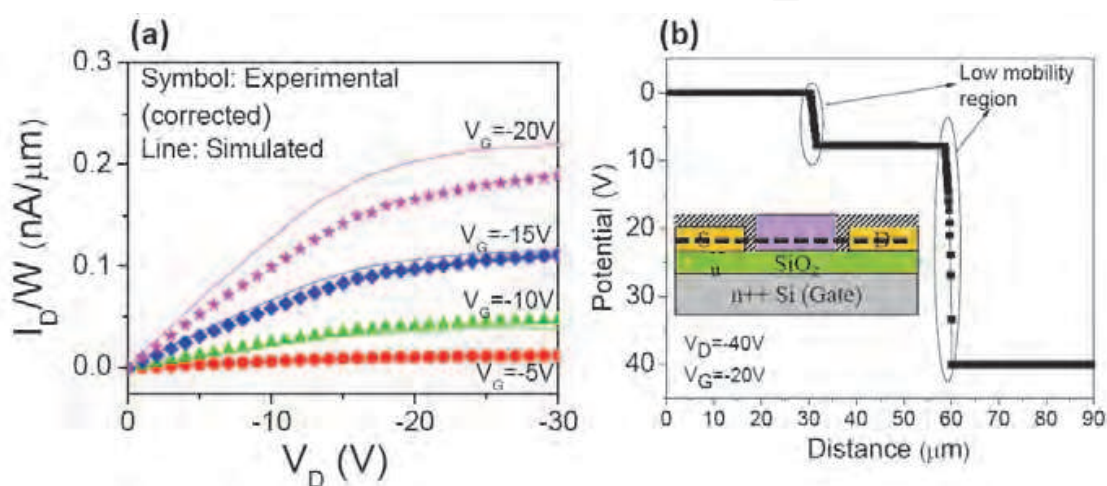 (a)
0.3
0.2
0.1
0.0
I_D/W (nA/μm)
Symbol: Experimental
(corrected)
Line: Simulated
V_G=-20V
V_G=-15V
V_G=-10V
V_G=-5V
0
-10
-20
-30
V_D (V)
(b)
Low mobility
region
0
10
20
30
40
Potential (V)
S
D
SiO₂
n++ Si (Gate)
V_D=-40V
V_G=-20V
0 10 20 30 40 50 60 70 80 90
Distance (μm)